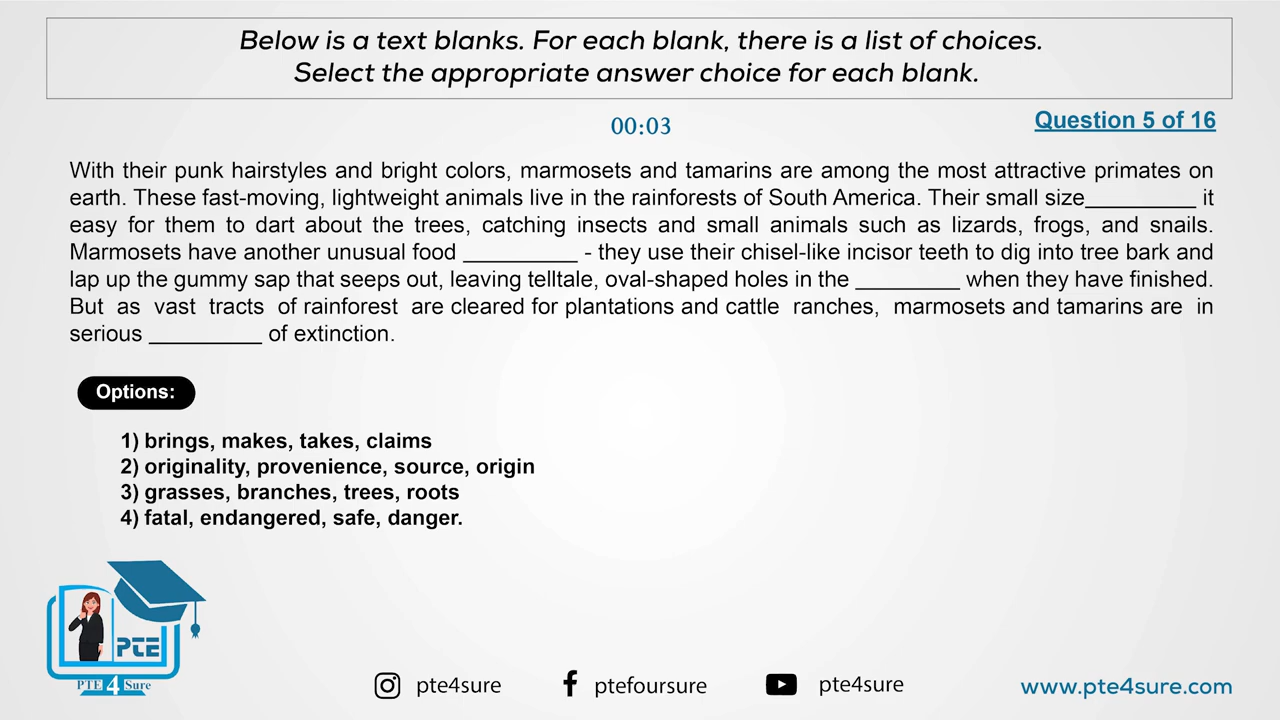 Below is a text blanks. For each blank, there is a list of choices.
Select the appropriate answer choice for each blank.
00:03
Question 5 of 16
With their punk hairstyles and bright colors, marmosets and tamarins are among the most attractive primates on
earth. These fast-moving, lightweight animals live in the rainforests of South America. Their small size__________ it
easy for them to dart about the trees, catching insects and small animals such as lizards, frogs, and snails.
Marmosets have another unusual food __________ - they use their chisel-like incisor teeth to dig into tree bark and
lap up the gummy sap that seeps out, leaving telltale, oval-shaped holes in the _________ when they have finished.
But as vast tracts of rainforest are cleared for plantations and cattle ranches, marmosets and tamarins are in
serious __________ of extinction.
Options:
1) brings, makes, takes, claims
2) originality, provenience, source, origin
3) grasses, branches, trees, roots
4) fatal, endangered, safe, danger.
PTE
PTE 4 Sure
pte4sure
ptefoursure
pte4sure
www.pte4sure.com